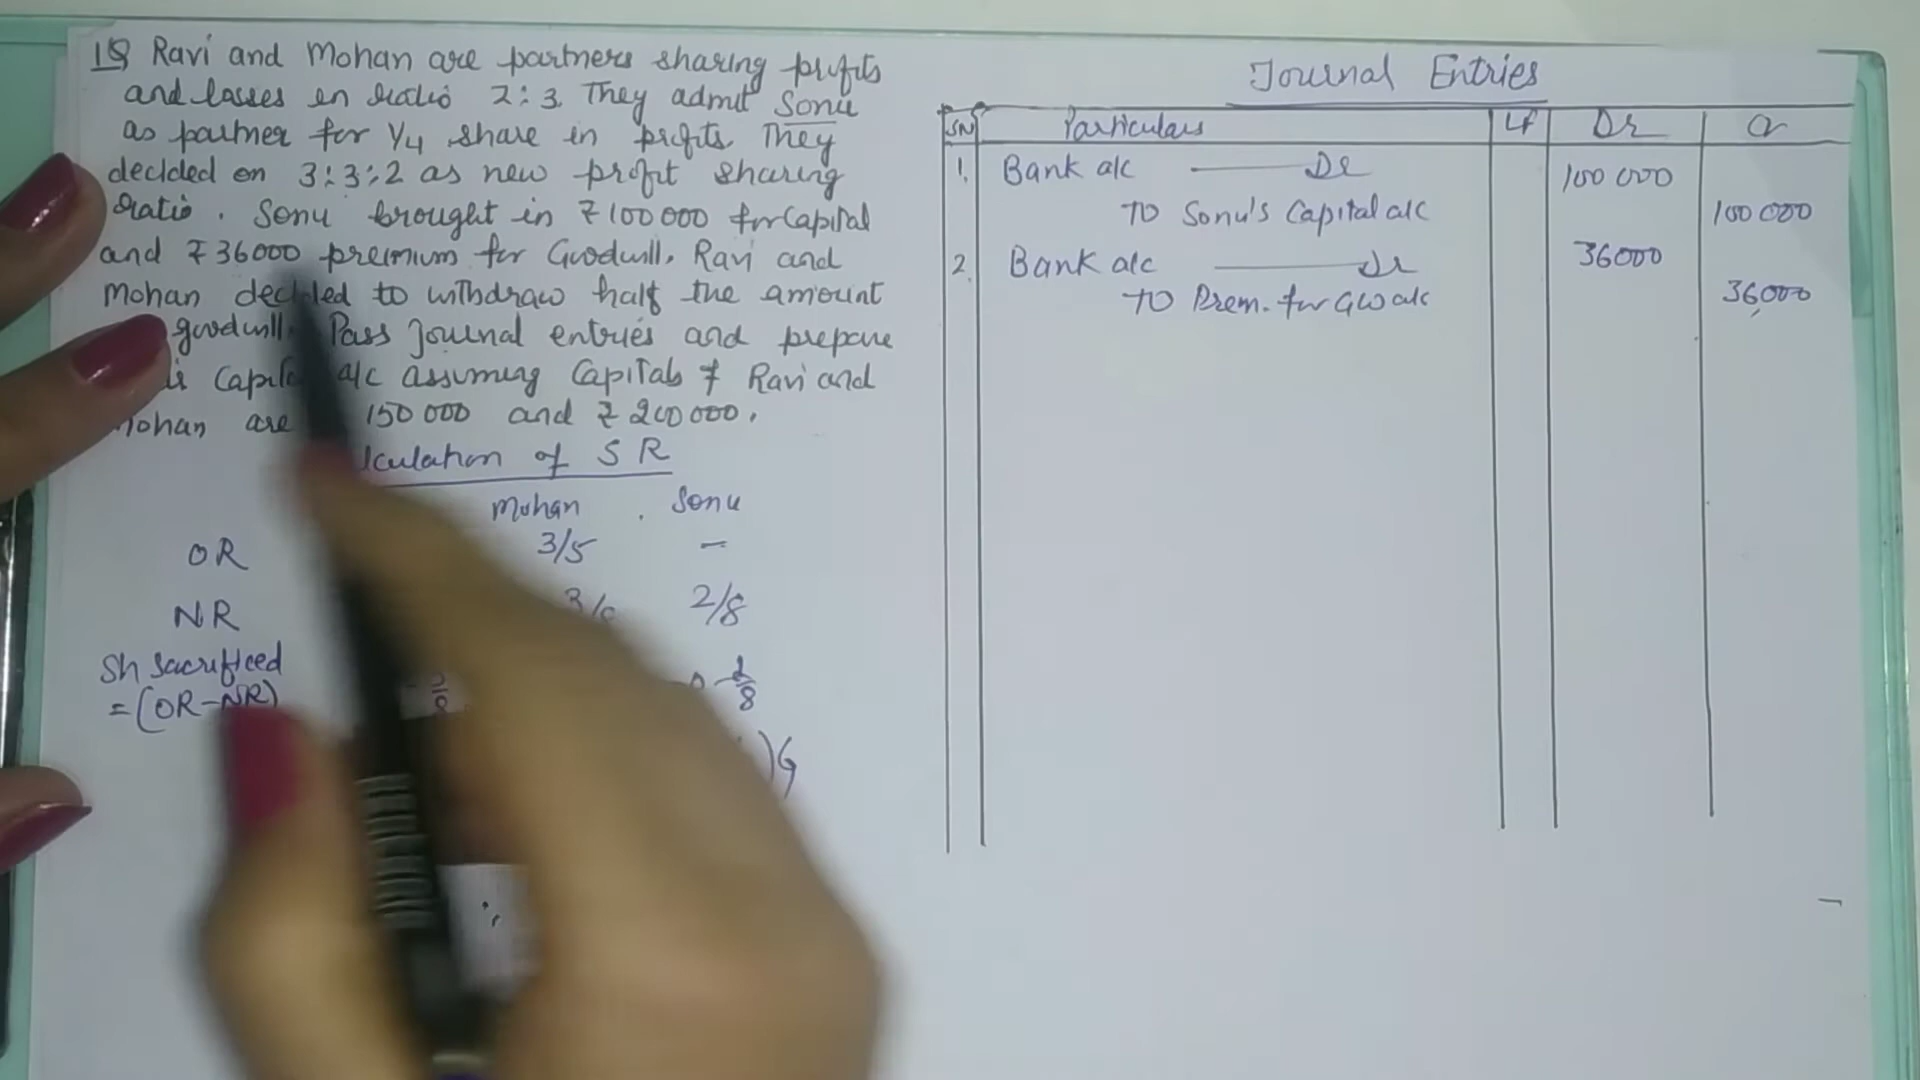 1Q Ravi and Mohan are partners sharing profits
and losses in ratio 2:3. They admit Sonu
as partner for 1/4 share in profits. They
decided on 3:3:2 as new profit sharing
ratio. Sonu brought in ₹100000 for Capital
and ₹36000 premium for Goodwill. Ravi and
Mohan decided to withdraw half the amount
goodwill. Pass Journal entries and prepare
Capital a/c assuming Capitals of Ravi and
Mohan are 150000 and ₹200000.
of SR
Mohan Sonu
OR 3/5 -
NR 2/8
Sh sacrificed
=(OR-NR)
Journal Entries
SN Particulars LF Dr Cr
1. Bank a/c Dr 100000
To Sonu's Capital a/c 100000
2. Bank a/c Dr 36000
To Prem. for GW a/c 36000